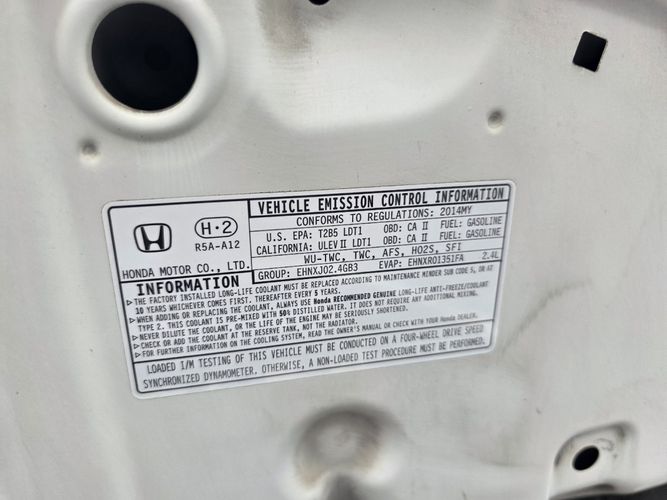 HONDA MOTOR CO., LTD.
H·2
R5A-A12
VEHICLE EMISSION CONTROL INFORMATION
CONFORMS TO REGULATIONS: 2014MY
U.S. EPA: T2B5 LDT1 OBD: CA II FUEL: GASOLINE
CALIFORNIA: ULEV II LDT1 OBD: CA II FUEL: GASOLINE
WU-TWC, TWC, AFS, HO2S, SFI
GROUP: EHNXJ02.4GB3 EVAP: EHNXR01351FA 2.4L
INFORMATION
▷THE FACTORY INSTALLED LONG-LIFE COOLANT MUST BE REPLACED ACCORDING TO MAINTENANCE MINDER SUB CODE 5, OR AT
10 YEARS WHICHEVER COMES FIRST. THEREAFTER EVERY 5 YEARS.
▷WHEN ADDING OR REPLACING THE COOLANT, ALWAYS USE Honda RECOMMENDED GENUINE LONG-LIFE ANTI-FREEZE/COOLANT
TYPE 2. THIS COOLANT IS PRE-MIXED WITH 50% DISTILLED WATER. IT DOES NOT REQUIRE ANY ADDITIONAL MIXING.
▷NEVER DILUTE THE COOLANT, OR THE LIFE OF THE ENGINE MAY BE SERIOUSLY SHORTENED.
▷CHECK OR ADD THE COOLANT AT THE RESERVE TANK, NOT THE RADIATOR.
▷FOR FURTHER INFORMATION ON THE COOLING SYSTEM, READ THE OWNER'S MANUAL OR CHECK WITH YOUR Honda DEALER.
LOADED I/M TESTING OF THIS VEHICLE MUST BE CONDUCTED ON A FOUR-WHEEL DRIVE SPEED
SYNCHRONIZED DYNAMOMETER. OTHERWISE, A NON-LOADED TEST PROCEDURE MUST BE PERFORMED.